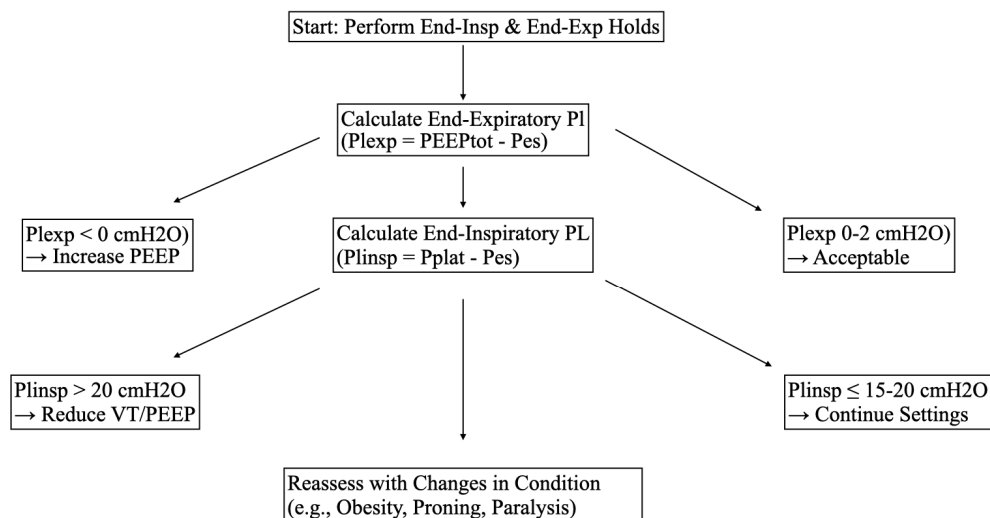 Start: Perform End-Insp & End-Exp Holds
Calculate End-Expiratory Pl
(Plexp = PEEPtot - Pes)
Plexp < 0 cmH2O)
→ Increase PEEP
Calculate End-Inspiratory PL
(Plinsp = Pplat - Pes)
Plexp 0-2 cmH2O)
→ Acceptable
Plinsp > 20 cmH2O
→ Reduce VT/PEEP
Plinsp ≤ 15-20 cmH2O
→ Continue Settings
Reassess with Changes in Condition
(e.g., Obesity, Proning, Paralysis)